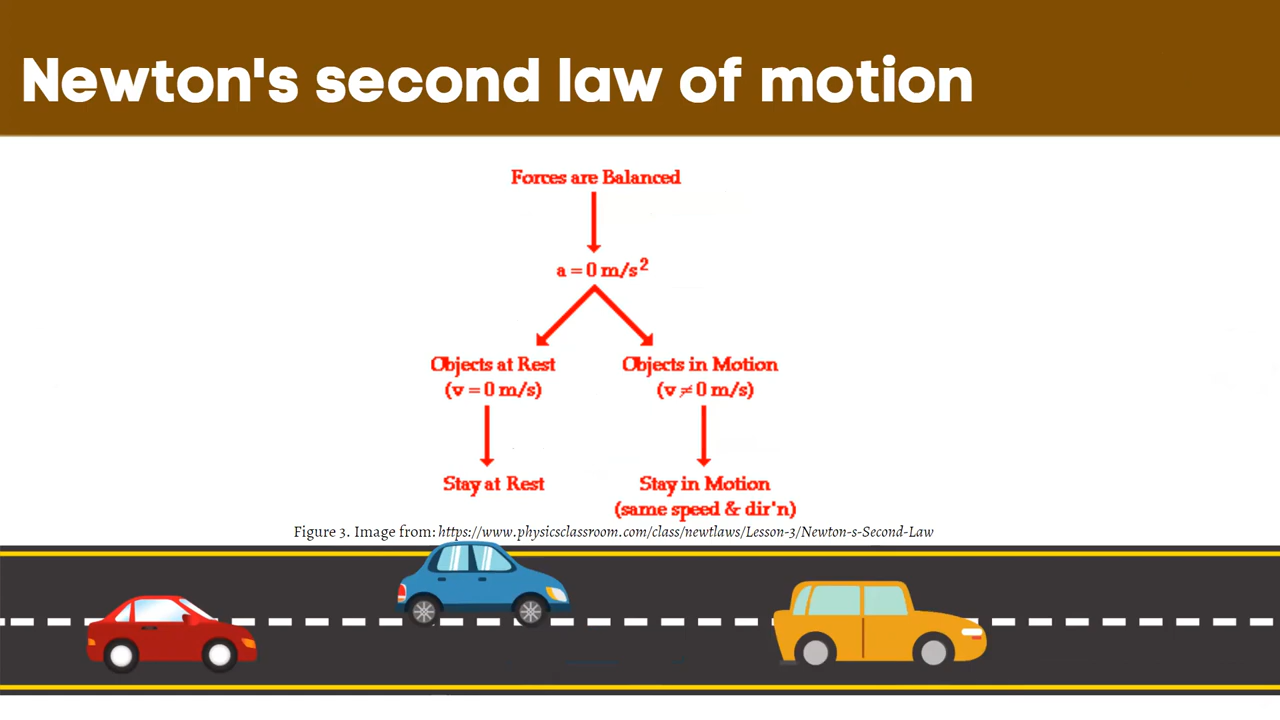 Newton's second law of motion
Forces are Balanced
a = 0 m/s²
Objects at Rest
(v = 0 m/s)
Objects in Motion
(v ≠ 0 m/s)
Stay at Rest
Stay in Motion
(same speed & dir'n)
Figure 3. Image from: https://www.physicsclassroom.com/class/newtlaws/Lesson-3/Newton-s-Second-Law